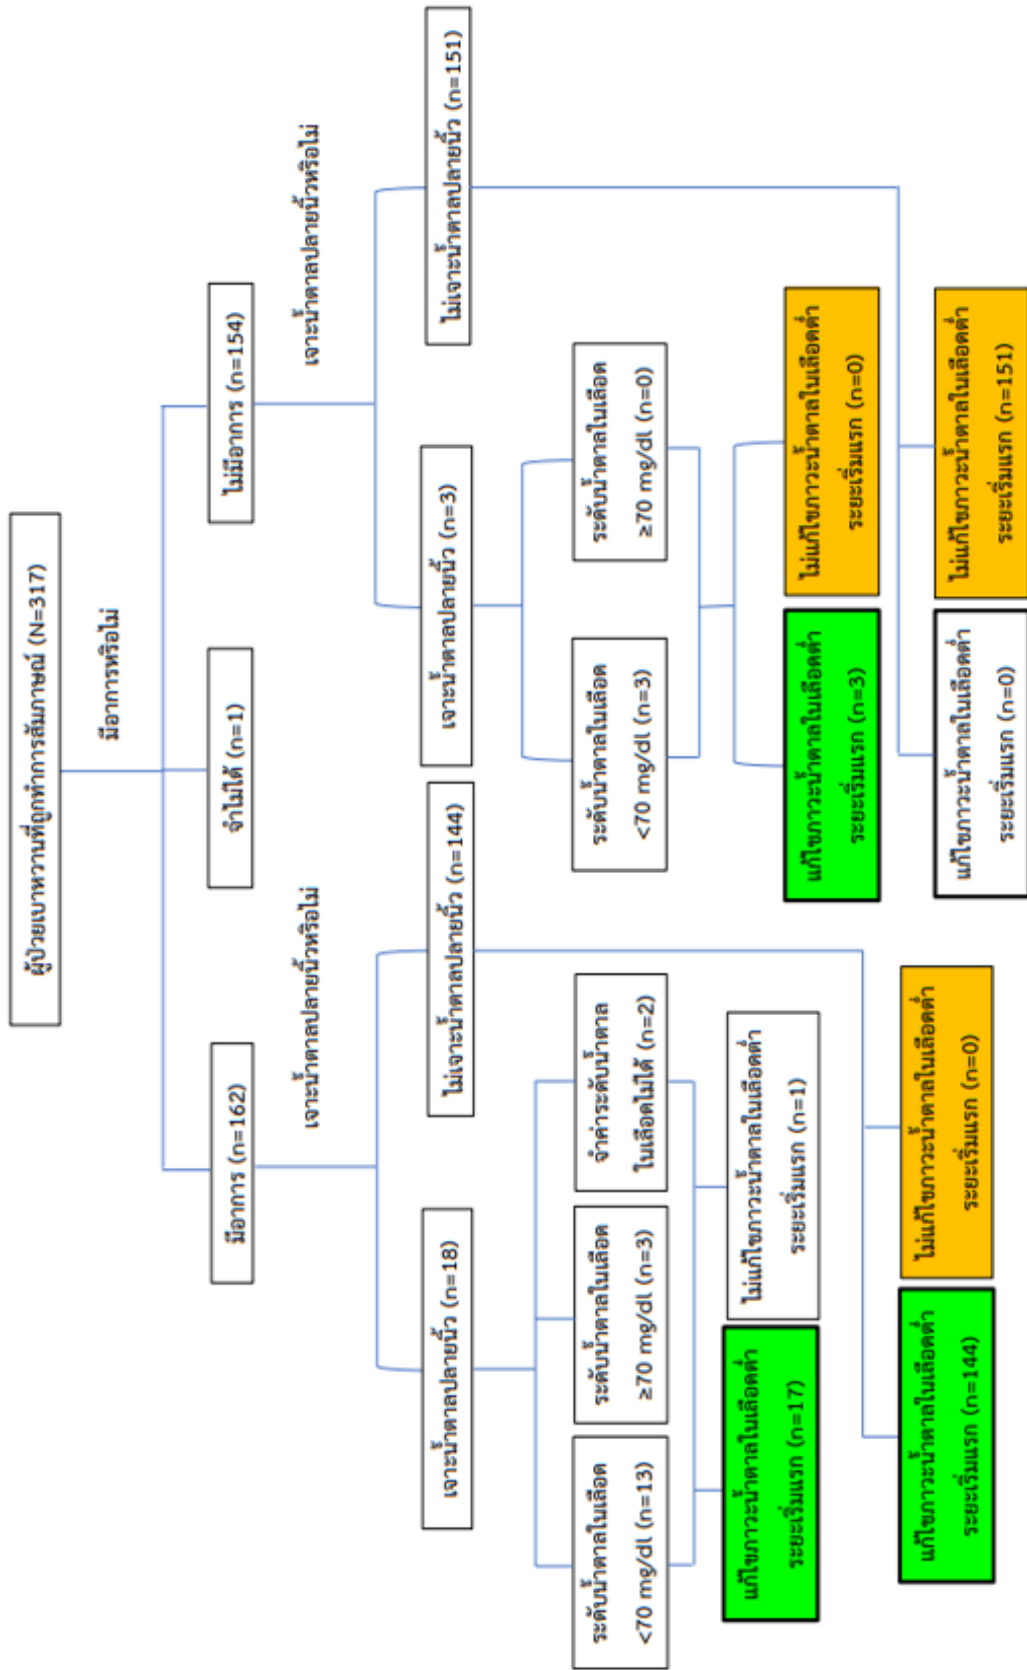 ผู้ป่วยเบาหวานที่ถูกทำการสัมภาษณ์ (N=317)
มีอาการหรือไม่
มีอาการ (n=162)
จำไม่ได้ (n=1)
ไม่มีอาการ (n=154)
เจาะน้ำตาลปลายนิ้วหรือไม่
เจาะน้ำตาลปลายนิ้วหรือไม่
เจาะน้ำตาลปลายนิ้ว (n=18)
ไม่เจาะน้ำตาลปลายนิ้ว (n=144)
เจาะน้ำตาลปลายนิ้ว (n=3)
ไม่เจาะน้ำตาลปลายนิ้ว (n=151)
ระดับน้ำตาลในเลือด
<70 mg/dl (n=13)
ระดับน้ำตาลในเลือด
≥70 mg/dl (n=3)
จำค่าระดับน้ำตาล
ในเลือดไม่ได้ (n=2)
ระดับน้ำตาลในเลือด
<70 mg/dl (n=3)
ระดับน้ำตาลในเลือด
≥70 mg/dl (n=0)
แก้ไขภาวะน้ำตาลในเลือดต่ำ
ระยะเริ่มแรก (n=17)
ไม่แก้ไขภาวะน้ำตาลในเลือดต่ำ
ระยะเริ่มแรก (n=1)
แก้ไขภาวะน้ำตาลในเลือดต่ำ
ระยะเริ่มแรก (n=3)
ไม่แก้ไขภาวะน้ำตาลในเลือดต่ำ
ระยะเริ่มแรก (n=0)
แก้ไขภาวะน้ำตาลในเลือดต่ำ
ระยะเริ่มแรก (n=144)
ไม่แก้ไขภาวะน้ำตาลในเลือดต่ำ
ระยะเริ่มแรก (n=0)
แก้ไขภาวะน้ำตาลในเลือดต่ำ
ระยะเริ่มแรก (n=0)
ไม่แก้ไขภาวะน้ำตาลในเลือดต่ำ
ระยะเริ่มแรก (n=151)